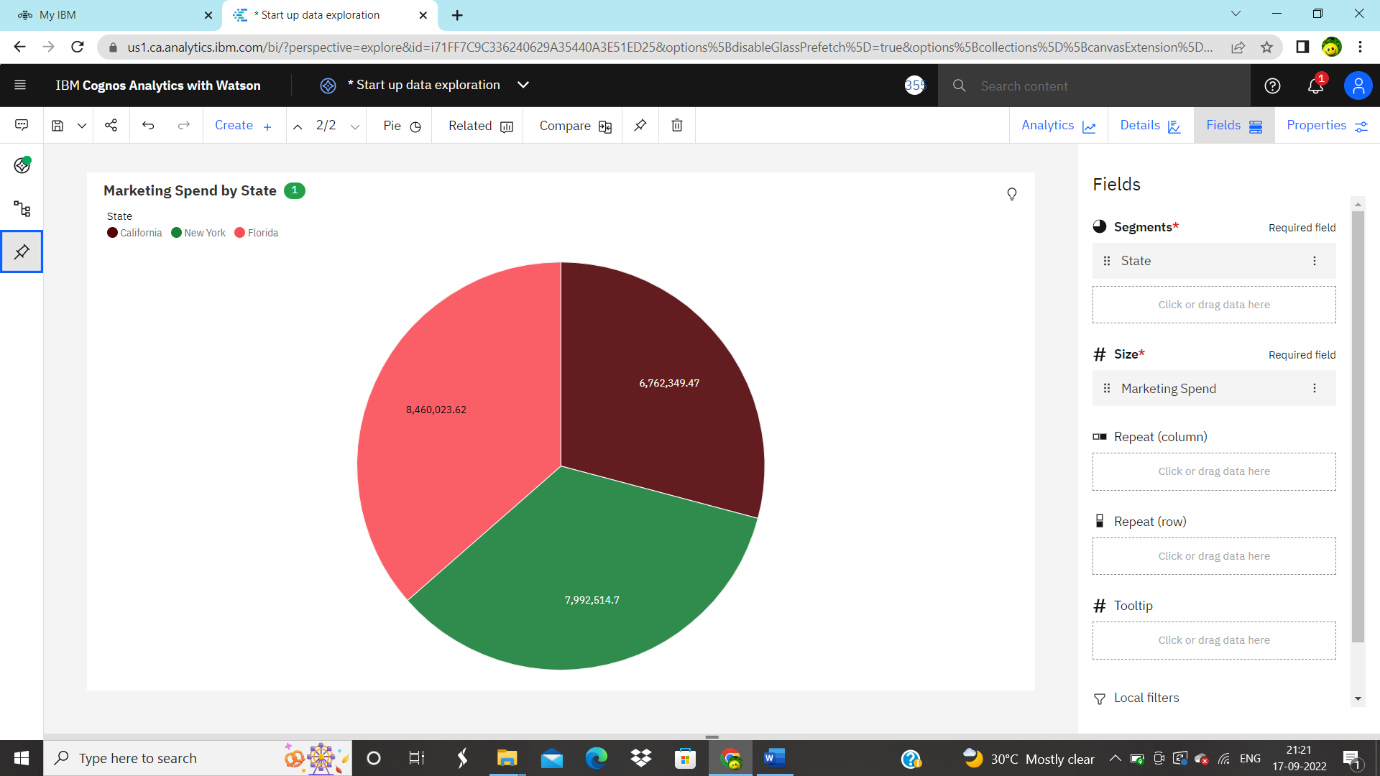 My IBM
* Start up data exploration
us1.ca.analytics.ibm.com/bi/?perspective=explore&id=i71FF7C9C336240629A35440A3E51ED25&options%5BdisableGlassPrefetch%5D=true&options%5Bcollections%5D%5BcanvasExtension%5D...
IBM Cognos Analytics with Watson
* Start up data exploration
355
Search content
1
Create +
2/2
Pie
Related
Compare
Analytics
Details
Fields
Properties
Marketing Spend by State 1
State
California New York Florida
6,762,349.47
8,460,023.62
7,992,514.7
Fields
Segments* Required field
State
Click or drag data here
# Size* Required field
Marketing Spend
Repeat (column)
Click or drag data here
Repeat (row)
Click or drag data here
# Tooltip
Click or drag data here
Local filters
Type here to search
30°C Mostly clear
ENG
21:21
17-09-2022
1